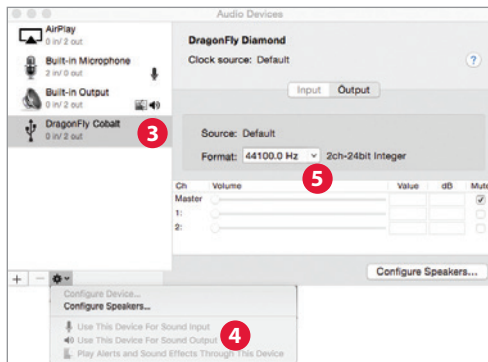 Audio Devices
AirPlay
0 in/ 2 out
Built-in Microphone
2 in/ 0 out
Built-in Output
0 in/ 2 out
DragonFly Cobalt
0 in/ 2 out
3
DragonFly Diamond
Clock source: Default
?
Input Output
Source: Default
Format: 44100.0 Hz 2ch-24bit Integer
5
Ch Volume Value dB Mute
Master
1:
2:
Configure Speakers...
+ −
Configure Device...
Configure Speakers...
Use This Device For Sound Input
Use This Device For Sound Output
4
Play Alerts and Sound Effects Through This Device